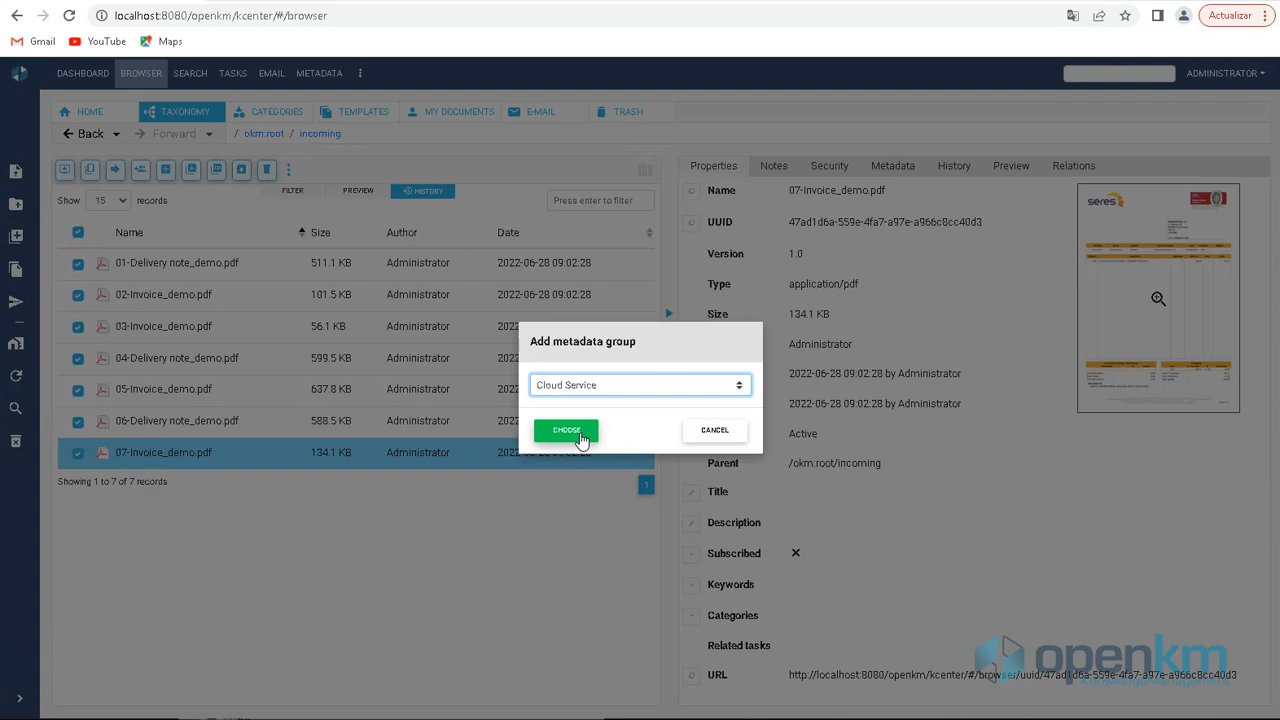 localhost:8080/openkm/kcenter/#/browser
Actualizar
Gmail
YouTube
Maps
DASHBOARD
BROWSER
SEARCH
TASKS
EMAIL
METADATA
ADMINISTRATOR
HOME
TAXONOMY
CATEGORIES
TEMPLATES
MY DOCUMENTS
E-MAIL
TRASH
Back
Forward
/ okm:root / incoming
FILTER
PREVIEW
HISTORY
Show 15 records
Press enter to filter
Name
Size
Author
Date
01-Delivery note_demo.pdf 511.1 KB Administrator 2022-06-28 09:02:28
02-Invoice_demo.pdf 101.5 KB Administrator 2022-06-28 09:02:28
03-Invoice_demo.pdf 56.1 KB Administrator
04-Delivery note_demo.pdf 599.5 KB Administrator
05-Invoice_demo.pdf 637.8 KB Administrator
06-Delivery note_demo.pdf 588.5 KB Administrator
07-Invoice_demo.pdf 134.1 KB Administrator
Showing 1 to 7 of 7 records
1
Add metadata group
Cloud Service
CHOOSE
CANCEL
Properties
Notes
Security
Metadata
History
Preview
Relations
Name 07-Invoice_demo.pdf
UUID 47ad1d6a-559e-4fa7-a97e-a966c8cc40d3
Version 1.0
Type application/pdf
Size 134.1 KB
Administrator
2022-06-28 09:02:28 by Administrator
2022-06-28 09:02:28 by Administrator
Active
Parent /okm:root/incoming
Title
Description
Subscribed
Keywords
Categories
Related tasks
URL http://localhost:8080/openkm/kcenter/#/browser/uuid/47ad1d6a-559e-4fa7-a97e-a966c8cc40d3
seres
openkm